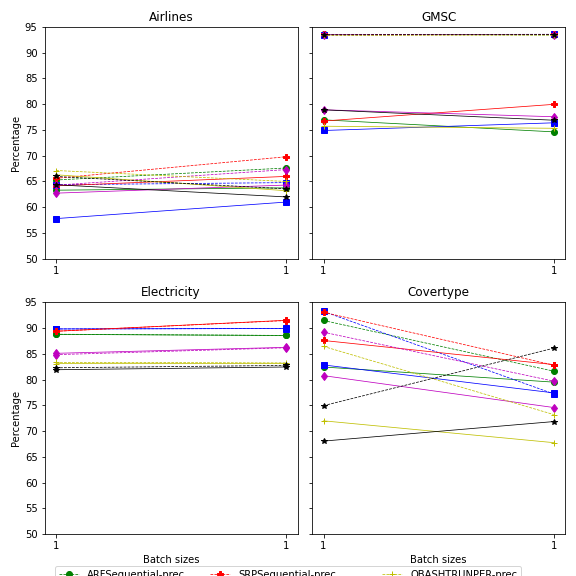 Airlines
GMSC
95
90
85
80
75
70
65
60
55
50
Percentage
1
1
1
1
Electricity
Covertype
95
90
85
80
75
70
65
60
55
50
Percentage
1
1
1
1
Batch sizes
Batch sizes
ARFSequential-prec
SRPSequential-prec
OBASHTRUNPER-prec